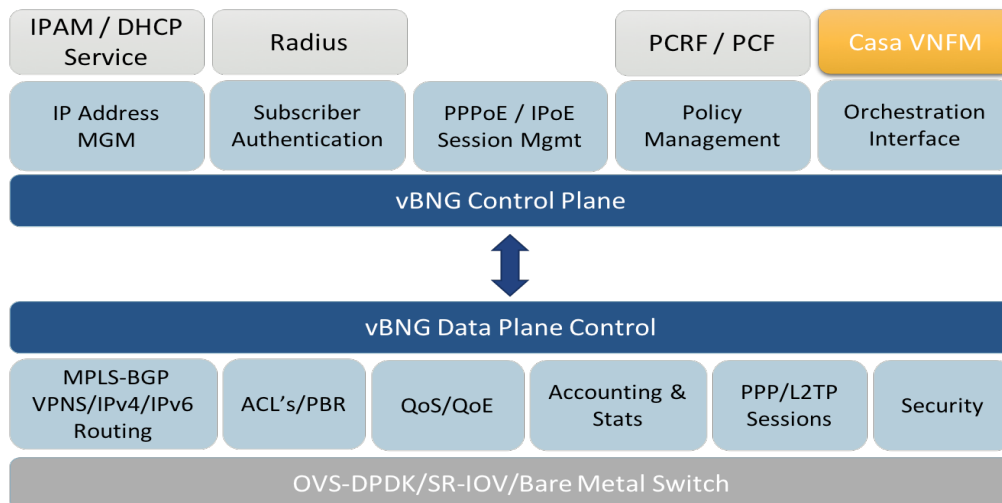 IPAM / DHCP
Service
Radius
PCRF / PCF
Casa VNFM
IP Address
MGM
Subscriber
Authentication
PPPoE / IPoE
Session Mgmt
Policy
Management
Orchestration
Interface
vBNG Control Plane
vBNG Data Plane Control
MPLS-BGP
VPNS/IPv4/IPv6
Routing
ACL's/PBR
QoS/QoE
Accounting &
Stats
PPP/L2TP
Sessions
Security
OVS-DPDK/SR-IOV/Bare Metal Switch